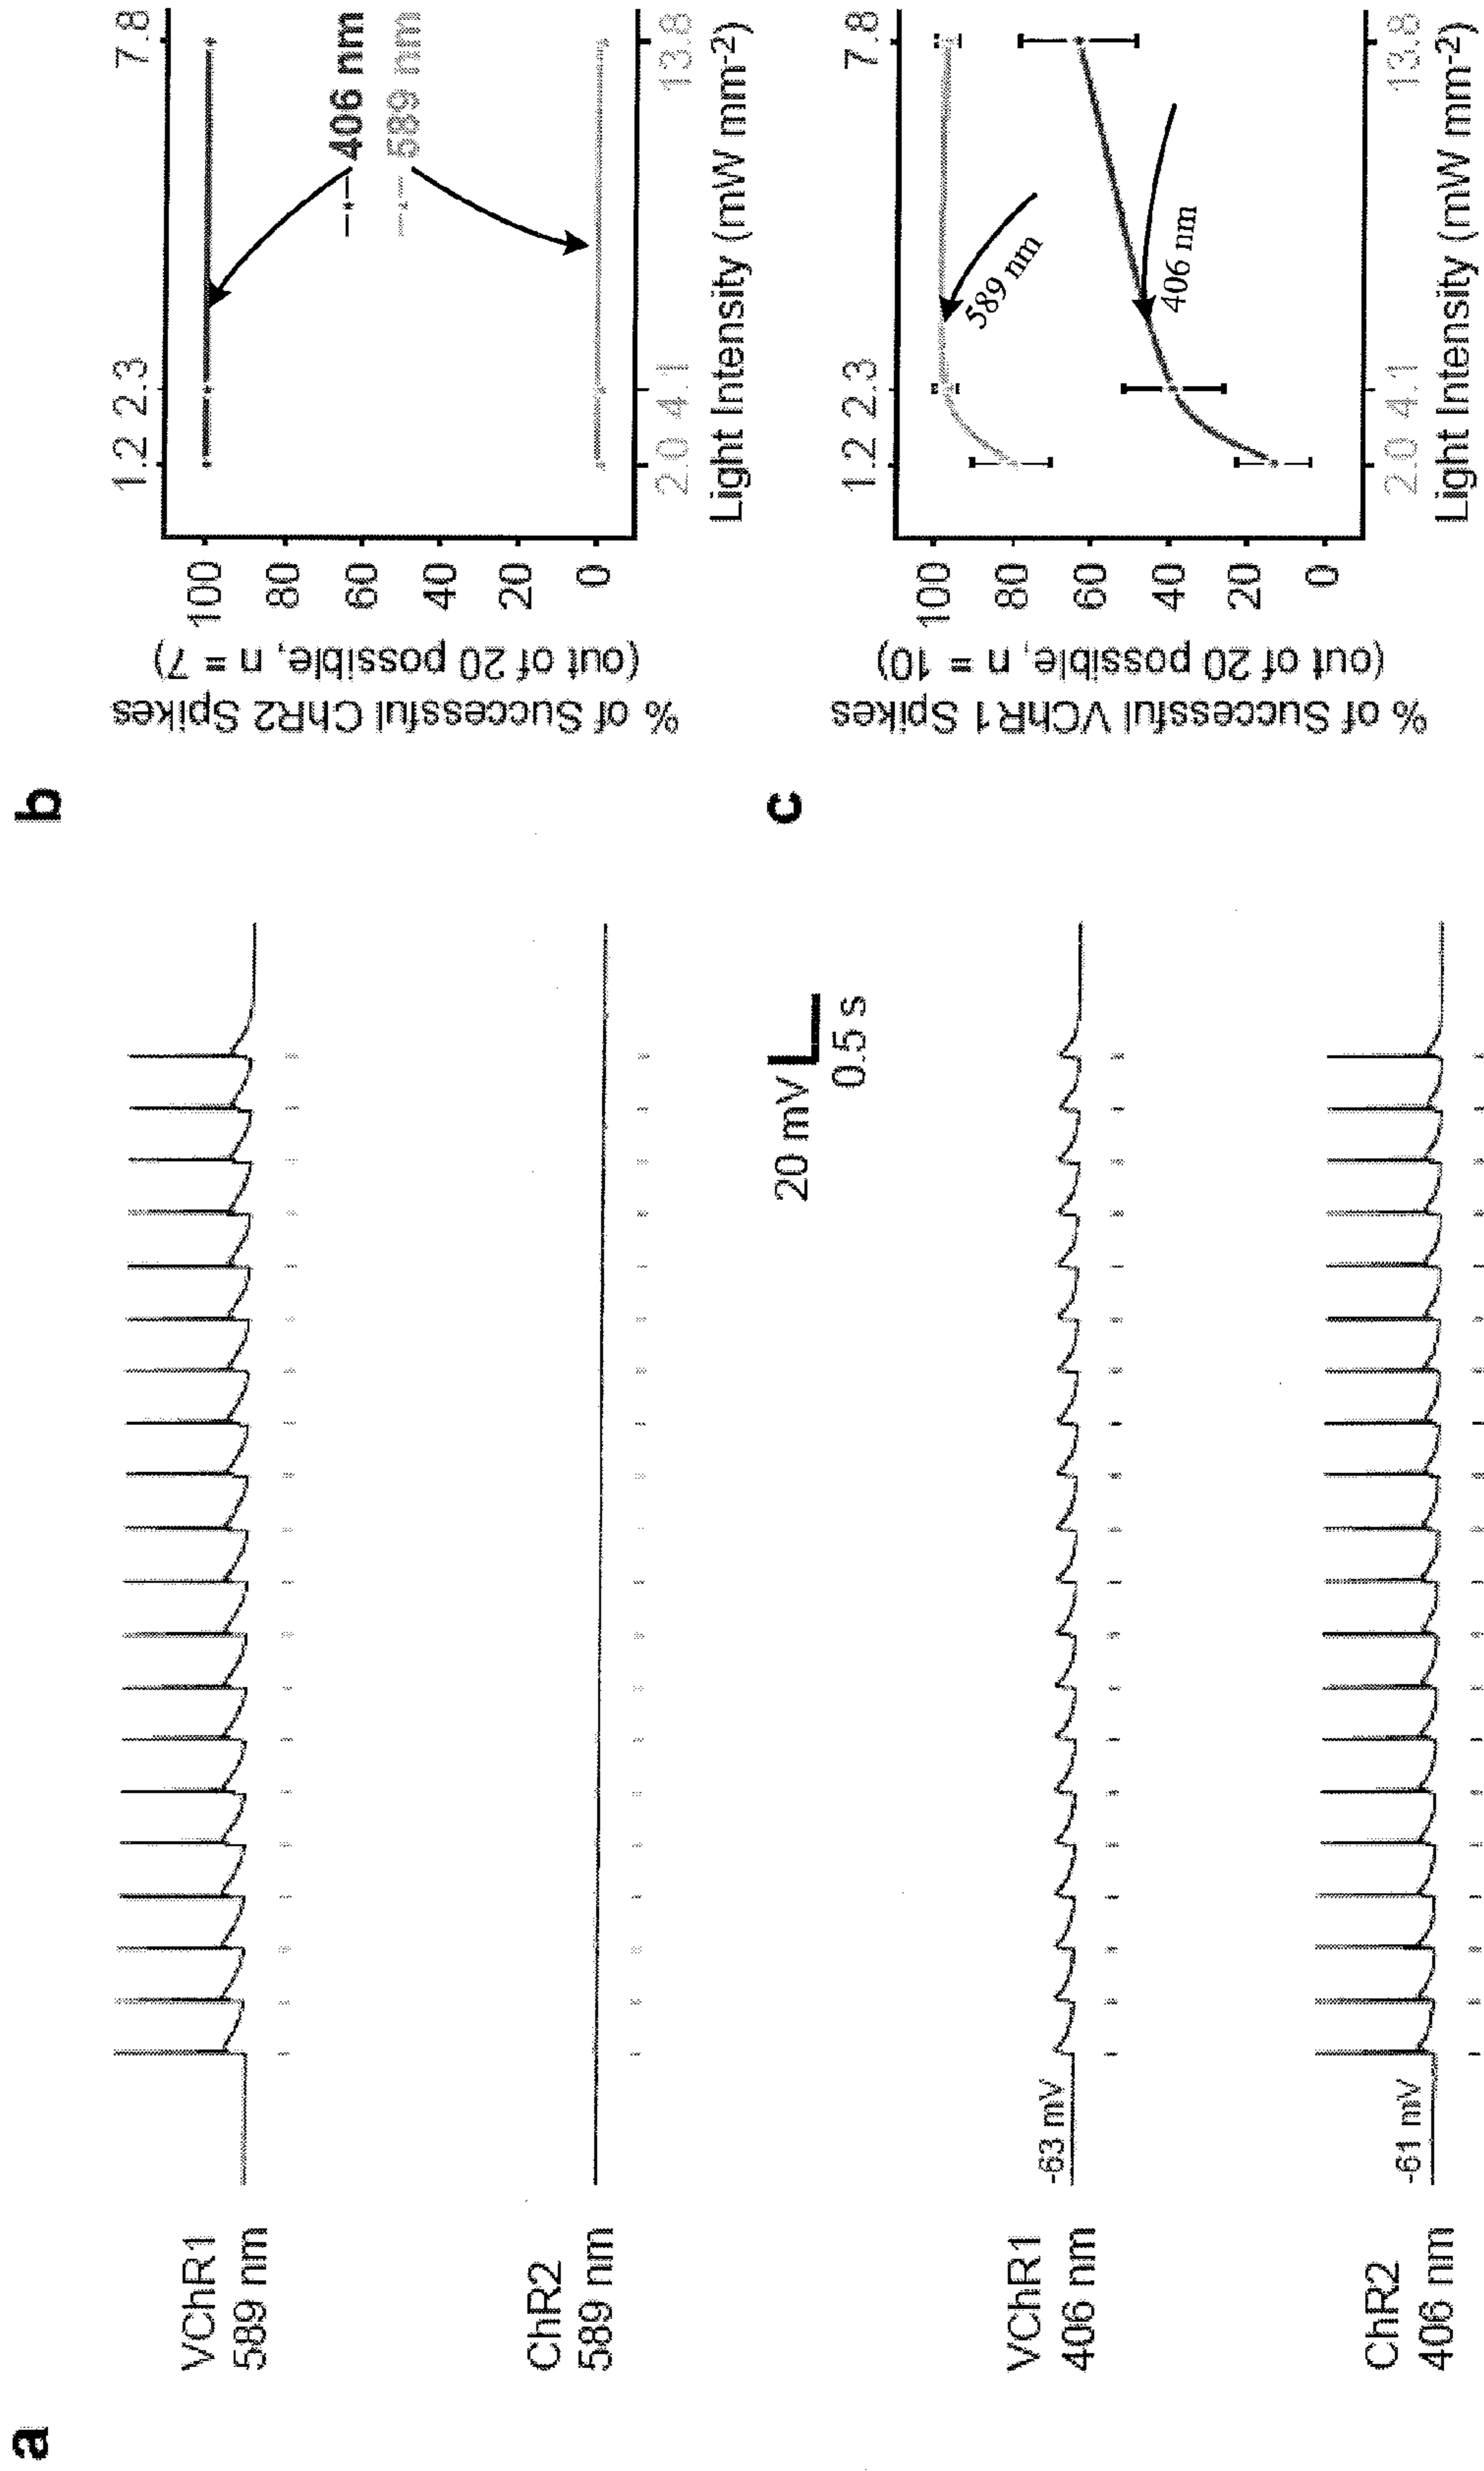 a
VChR1
589 nm
ChR2
589 nm
20 mV
0.5 s
VChR1
406 nm
-63 mV
ChR2
406 nm
-61 mV
b
% of Successful ChR2 Spikes
(out of 20 possible, n = 7)
100
80
60
40
20
0
1.2 2.3 7.8
406 nm
589 nm
2.0 4.1 13.8
Light Intensity (mW mm-2)
c
% of Successful VChR1 Spikes
(out of 20 possible, n = 10)
100
80
60
40
20
0
1.2 2.3 7.8
589 nm
406 nm
2.0 4.1 13.8
Light Intensity (mW mm-2)